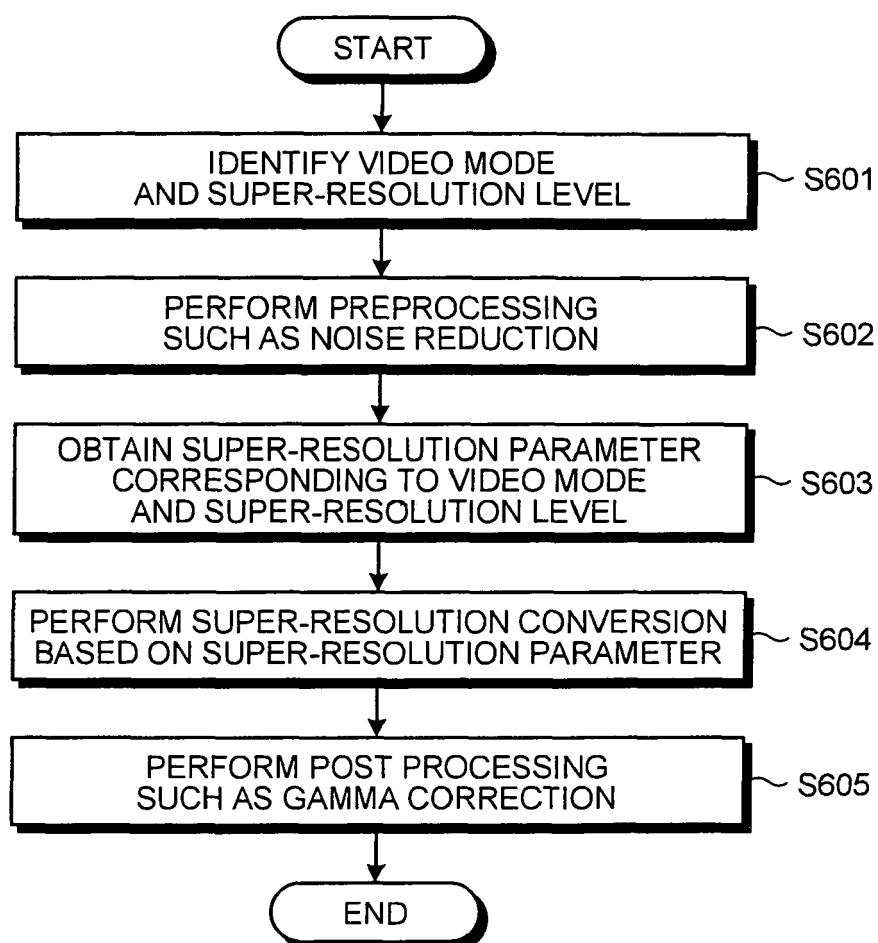 START
IDENTIFY VIDEO MODE
AND SUPER-RESOLUTION LEVEL
S601
PERFORM PREPROCESSING
SUCH AS NOISE REDUCTION
S602
OBTAIN SUPER-RESOLUTION PARAMETER
CORRESPONDING TO VIDEO MODE
AND SUPER-RESOLUTION LEVEL
S603
PERFORM SUPER-RESOLUTION CONVERSION
BASED ON SUPER-RESOLUTION PARAMETER
S604
PERFORM POST PROCESSING
SUCH AS GAMMA CORRECTION
S605
END